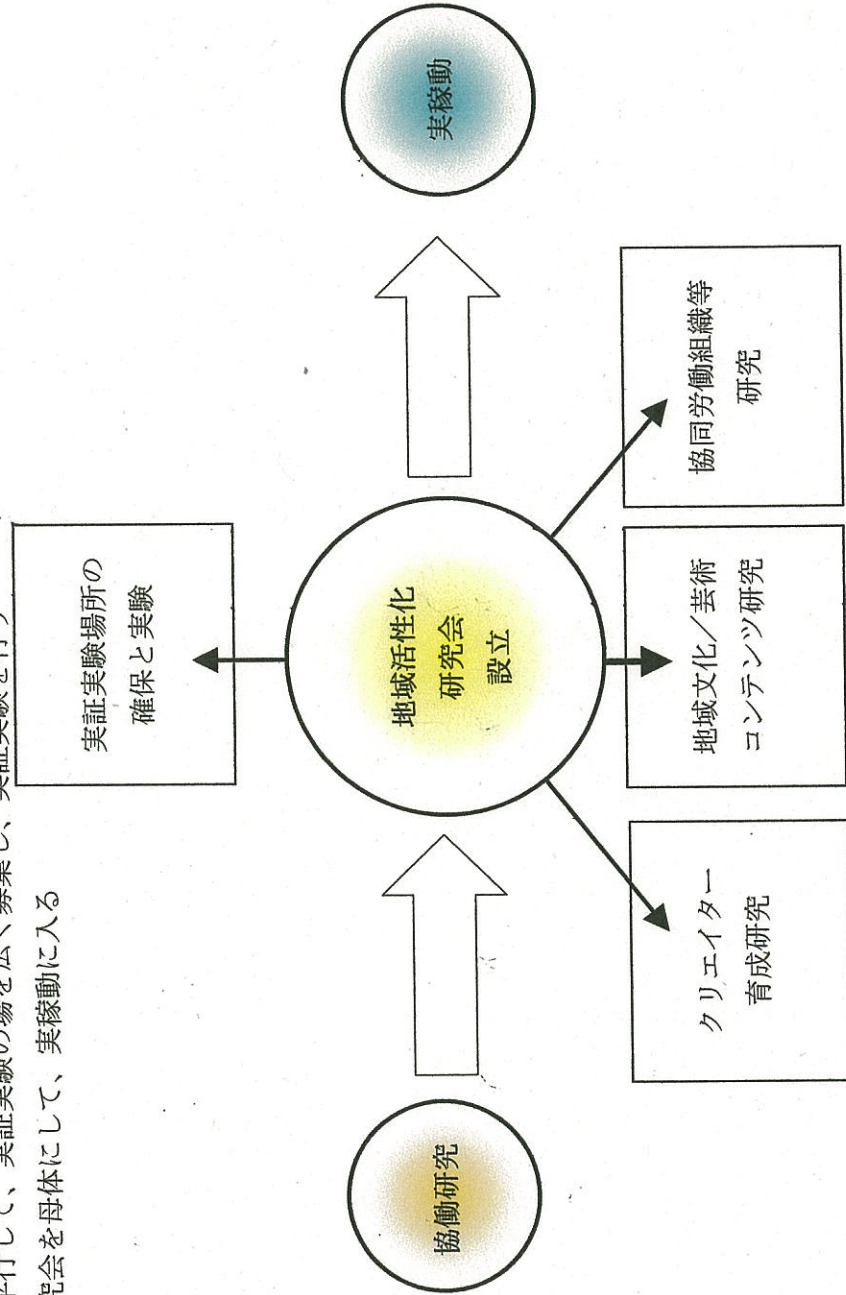 平行して、実証実験の場を広く募集し、実証実験を行う
究会を母体にして、実稼動に入る
実証実験場所の
確保と実験
協働研究
地域活性化
研究会
設立
実稼動
クリエイター
育成研究
地域文化／芸術
コンテンツ研究
協同労働組織等
研究